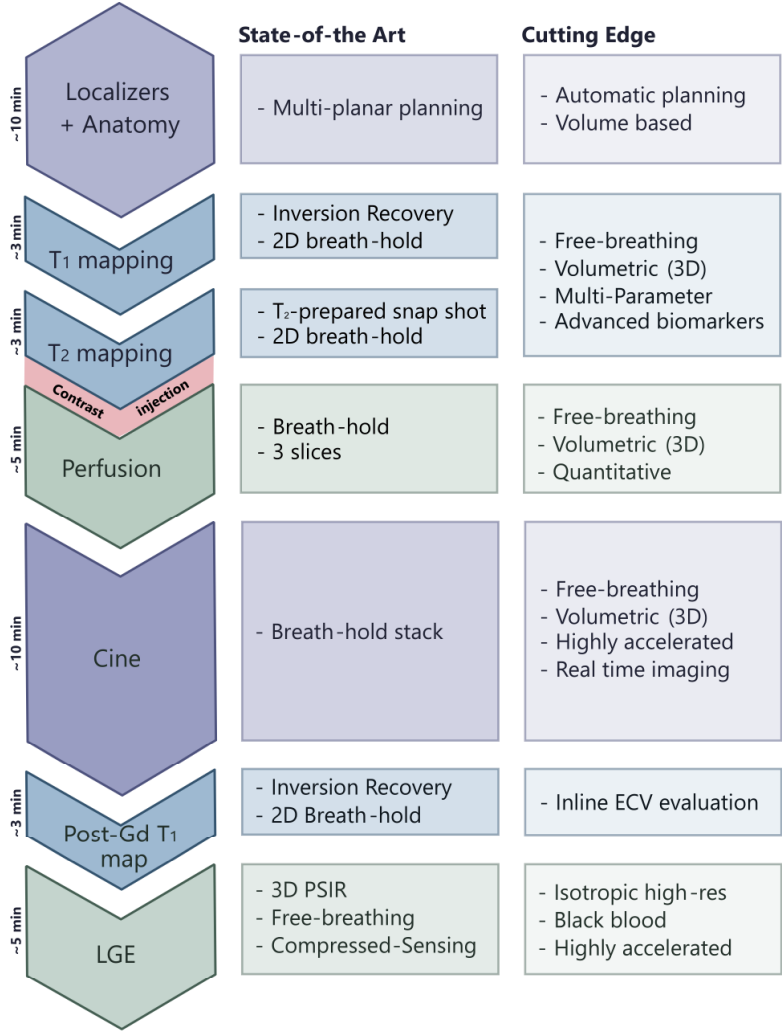 State-of-the Art
Cutting Edge
~10 min
Localizers
+ Anatomy
- Multi-planar planning
- Automatic planning
- Volume based
~3 min
T1 mapping
- Inversion Recovery
- 2D breath-hold
- Free-breathing
- Volumetric (3D)
- Multi-Parameter
- Advanced biomarkers
~3 min
T2 mapping
- T2-prepared snap shot
- 2D breath-hold
Contrast injection
~5 min
Perfusion
- Breath-hold
- 3 slices
- Free-breathing
- Volumetric (3D)
- Quantitative
~10 min
Cine
- Breath-hold stack
- Free-breathing
- Volumetric (3D)
- Highly accelerated
- Real time imaging
~3 min
Post-Gd T1
map
- Inversion Recovery
- 2D Breath-hold
- Inline ECV evaluation
~5 min
LGE
- 3D PSIR
- Free-breathing
- Compressed-Sensing
- Isotropic high-res
- Black blood
- Highly accelerated